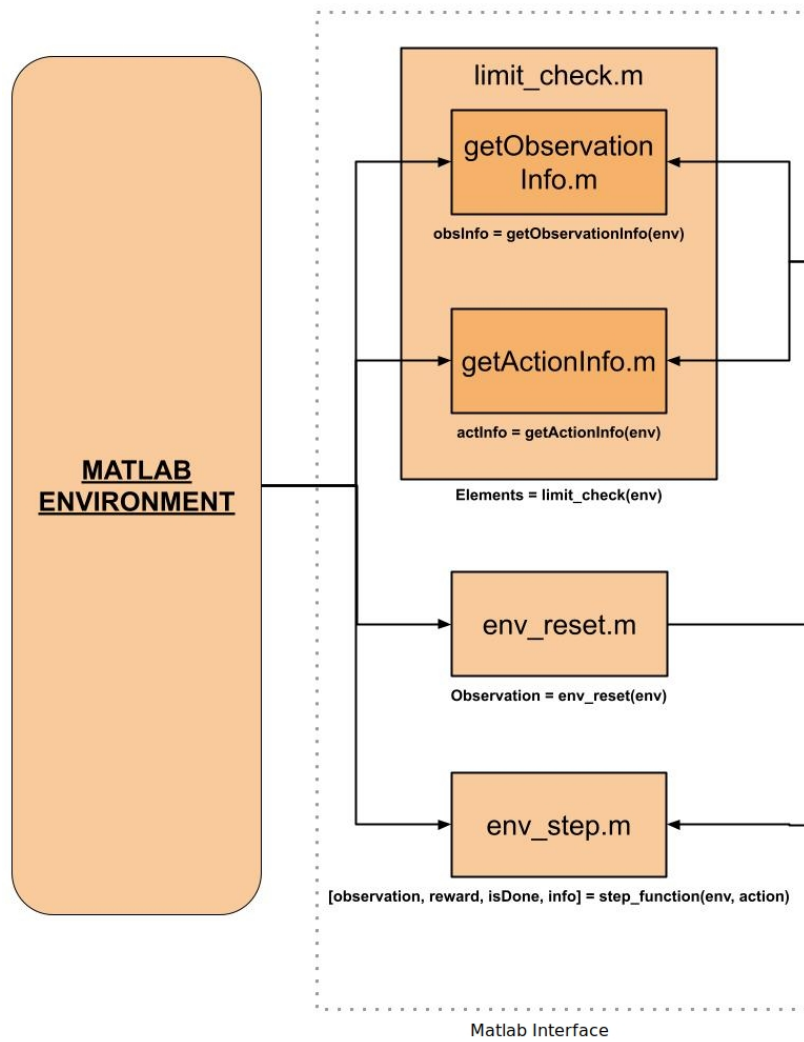 limit_check.m
getObservation
Info.m
obsInfo = getObservationInfo(env)
getActionInfo.m
actInfo = getActionInfo(env)
Elements = limit_check(env)
MATLAB
ENVIRONMENT
env_reset.m
Observation = env_reset(env)
env_step.m
[observation, reward, isDone, info] = step_function(env, action)
Matlab Interface